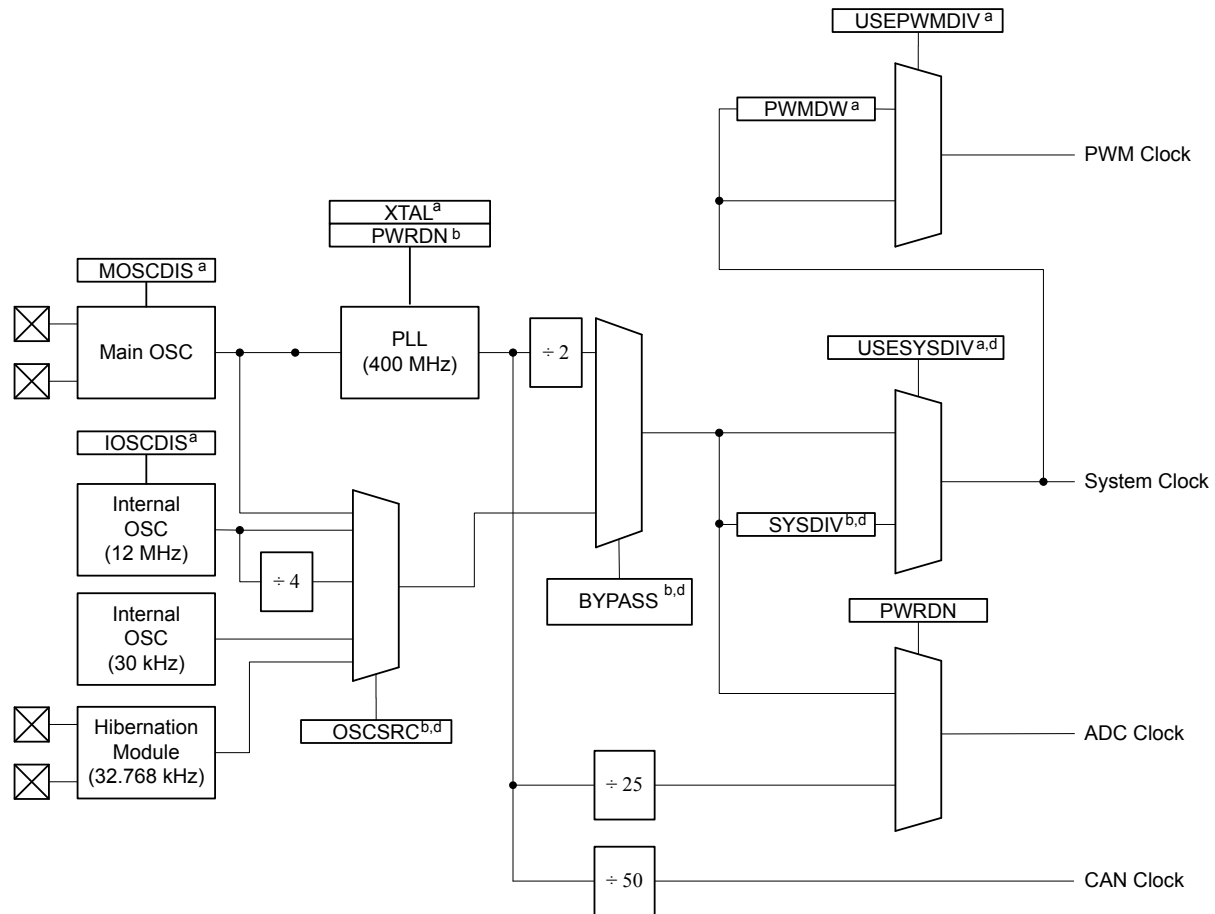 USEPWMDIV a
PWMDW a
PWM Clock
XTAL a
PWRDN b
MOSCDIS a
Main OSC
PLL
(400 MHz)
÷ 2
USESYSDIV a,d
IOSCDIS a
Internal
OSC
(12 MHz)
÷ 4
System Clock
SYSDIV b,d
BYPASS b,d
Internal
OSC
(30 kHz)
PWRDN
OSCSRC b,d
Hibernation
Module
(32.768 kHz)
ADC Clock
÷ 25
÷ 50
CAN Clock